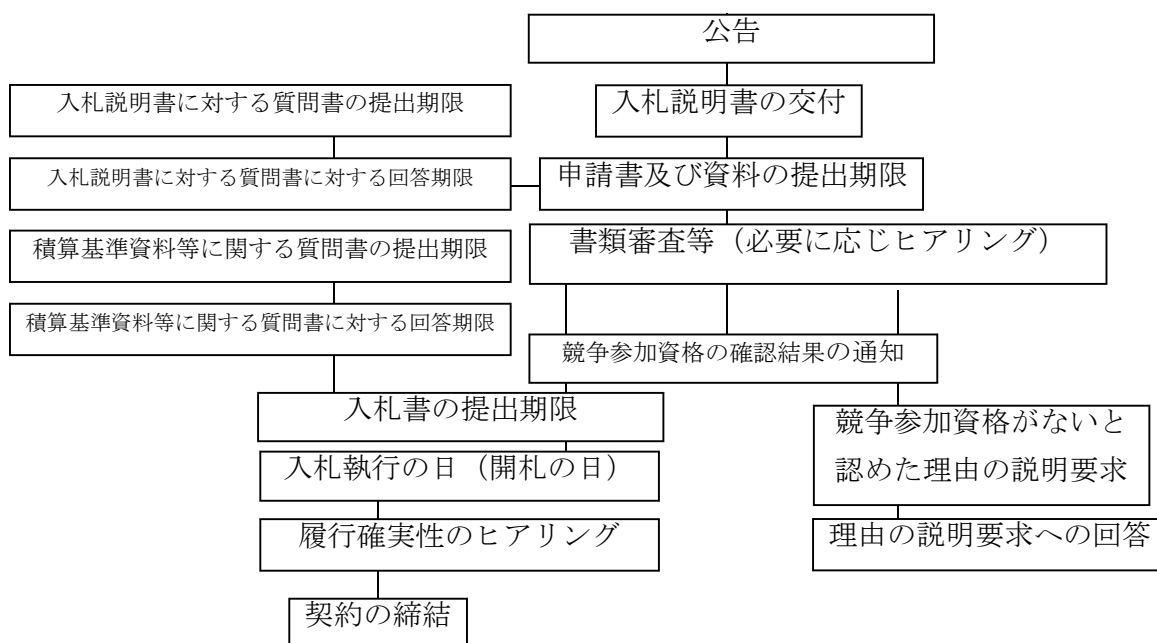 公告
入札説明書に対する質問書の提出期限
入札説明書の交付
入札説明書に対する質問書に対する回答期限
申請書及び資料の提出期限
積算基準資料等に関する質問書の提出期限
書類審査等（必要に応じヒアリング）
積算基準資料等に関する質問書に対する回答期限
競争参加資格の確認結果の通知
入札書の提出期限
競争参加資格がないと
認めた理由の説明要求
入札執行の日（開札の日）
履行確実性のヒアリング
理由の説明要求への回答
契約の締結